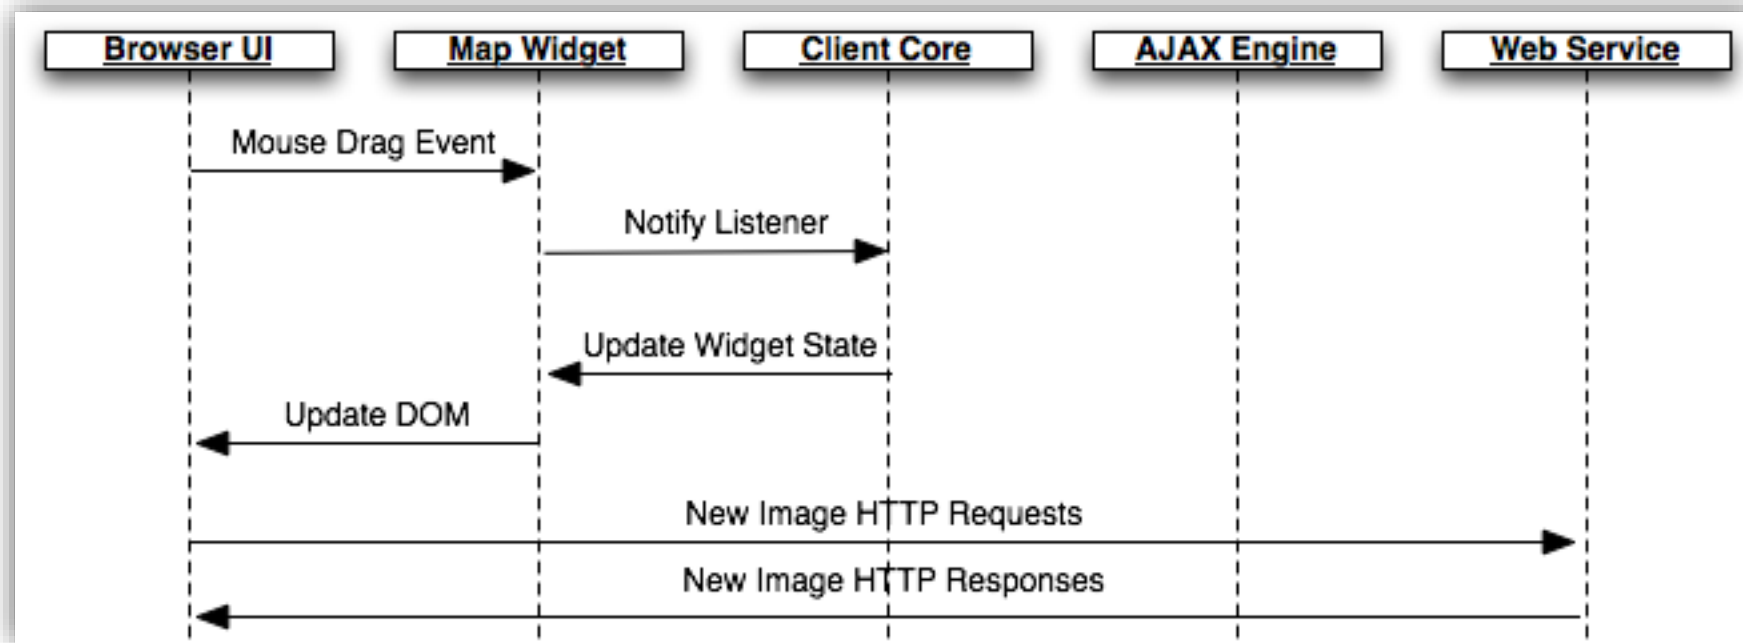 Browser UI
Map Widget
Client Core
AJAX Engine
Web Service
Mouse Drag Event
Notify Listener
Update Widget State
Update DOM
New Image HTTP Requests
New Image HTTP Responses